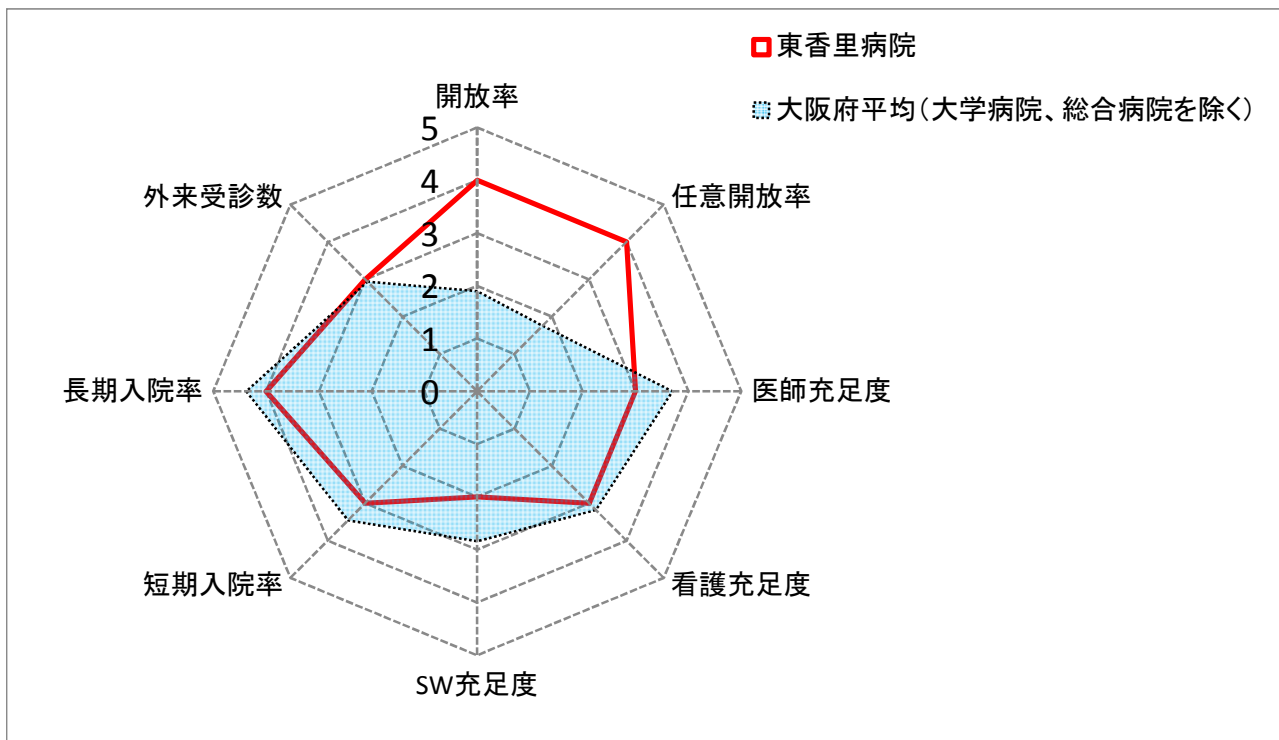 東香里病院
大阪府平均(大学病院、総合病院を除く)
開放率
任意開放率
医師充足度
看護充足度
SW充足度
短期入院率
長期入院率
外来受診数
5
4
3
2
1
0